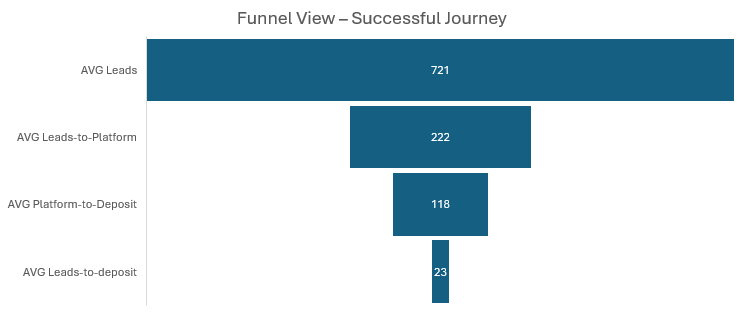 Funnel View – Successful Journey
AVG Leads
721
AVG Leads-to-Platform
222
AVG Platform-to-Deposit
118
AVG Leads-to-deposit
23